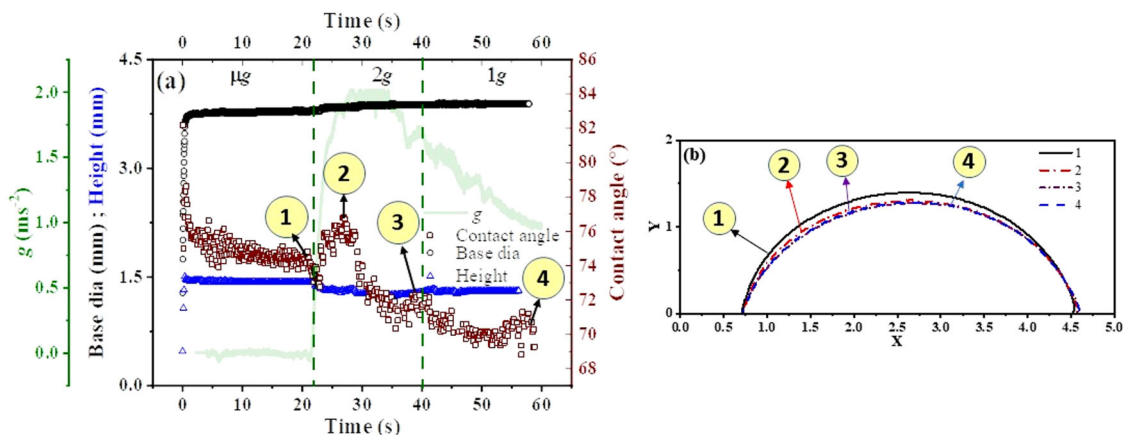 Time (s)
0 10 20 30 40 50 60
(a) μg 2g 1g
g (ms⁻²)
2.0
1.5
1.0
0.5
0.0
Base dia (mm) ; Height (mm)
4.5
3.0
1.5
0.0
1
2
3
4
g
Contact angle
Base dia
Height
86
84
82
80
78
76
74
72
70
68
Contact angle (°)
0 10 20 30 40 50 60
Time (s)
(b)
Y
2
1
0
1
2
3
4
1
2
3
4
0.0 0.5 1.0 1.5 2.0 2.5 3.0 3.5 4.0 4.5 5.0
X